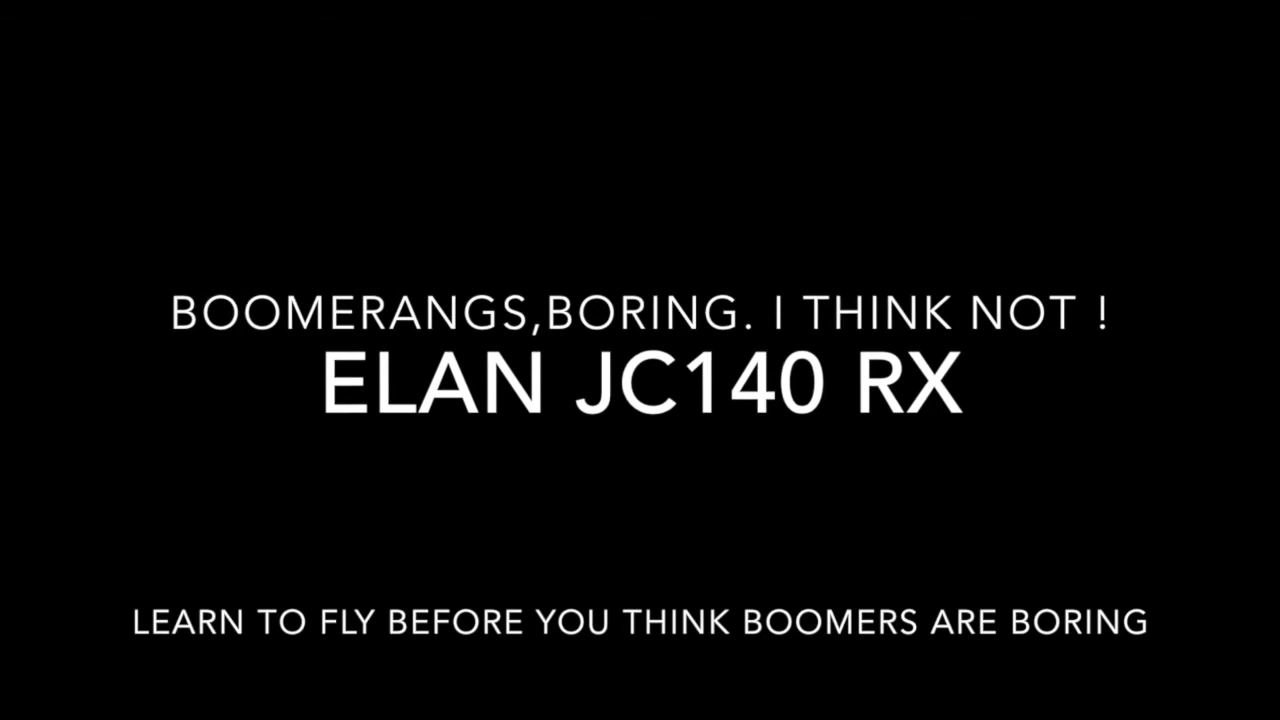 BOOMERANGS,BORING. I THINK NOT !
ELAN JC140 RX
LEARN TO FLY BEFORE YOU THINK BOOMERS ARE BORING